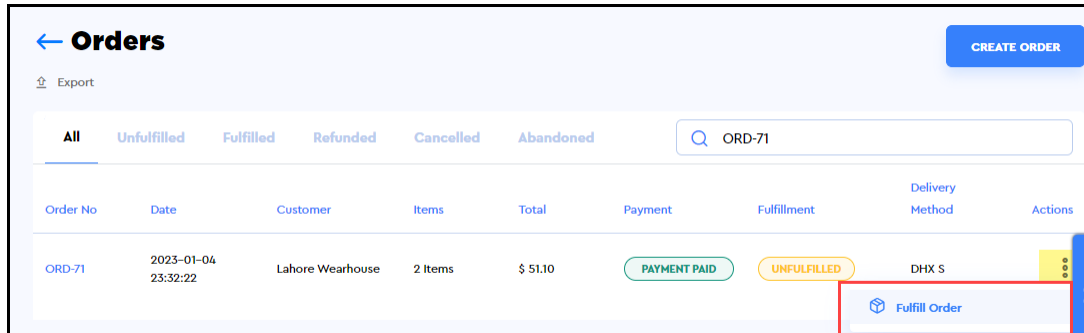 Orders
CREATE ORDER
Export
All Unfulfilled Fulfilled Refunded Cancelled Abandoned ORD-71
Order No Date Customer Items Total Payment Fulfillment Delivery Method Actions
ORD-71 2023-01-04 23:32:22 Lahore Wearhouse 2 Items $ 51.10 PAYMENT PAID UNFULFILLED DHX S
Fulfill Order